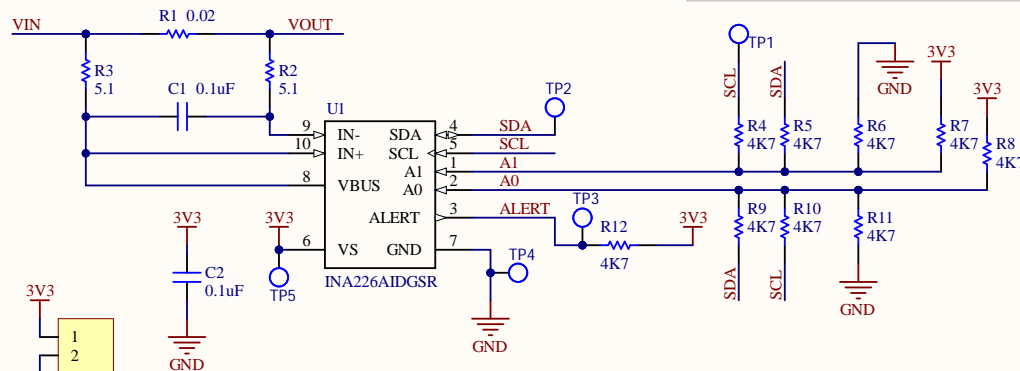 VIN
R1 0.02
VOUT
R3
5.1
R2
5.1
C1 0.1uF
U1
9
IN-
10
IN+
8
VBUS
6
VS
SDA
4
SCL
5
A1
1
A0
2
ALERT
3
GND
7
INA226AIDGSR
SDA
SCL
A1
A0
ALERT
TP2
TP3
R12
4K7
3V3
TP4
GND
3V3
TP5
3V3
C2
0.1uF
GND
3V3
1
2
TP1
SCL
SDA
R4
4K7
R5
4K7
R6
4K7
GND
3V3
R7
4K7
3V3
R8
4K7
R9
4K7
R10
4K7
R11
4K7
SDA
SCL
GND